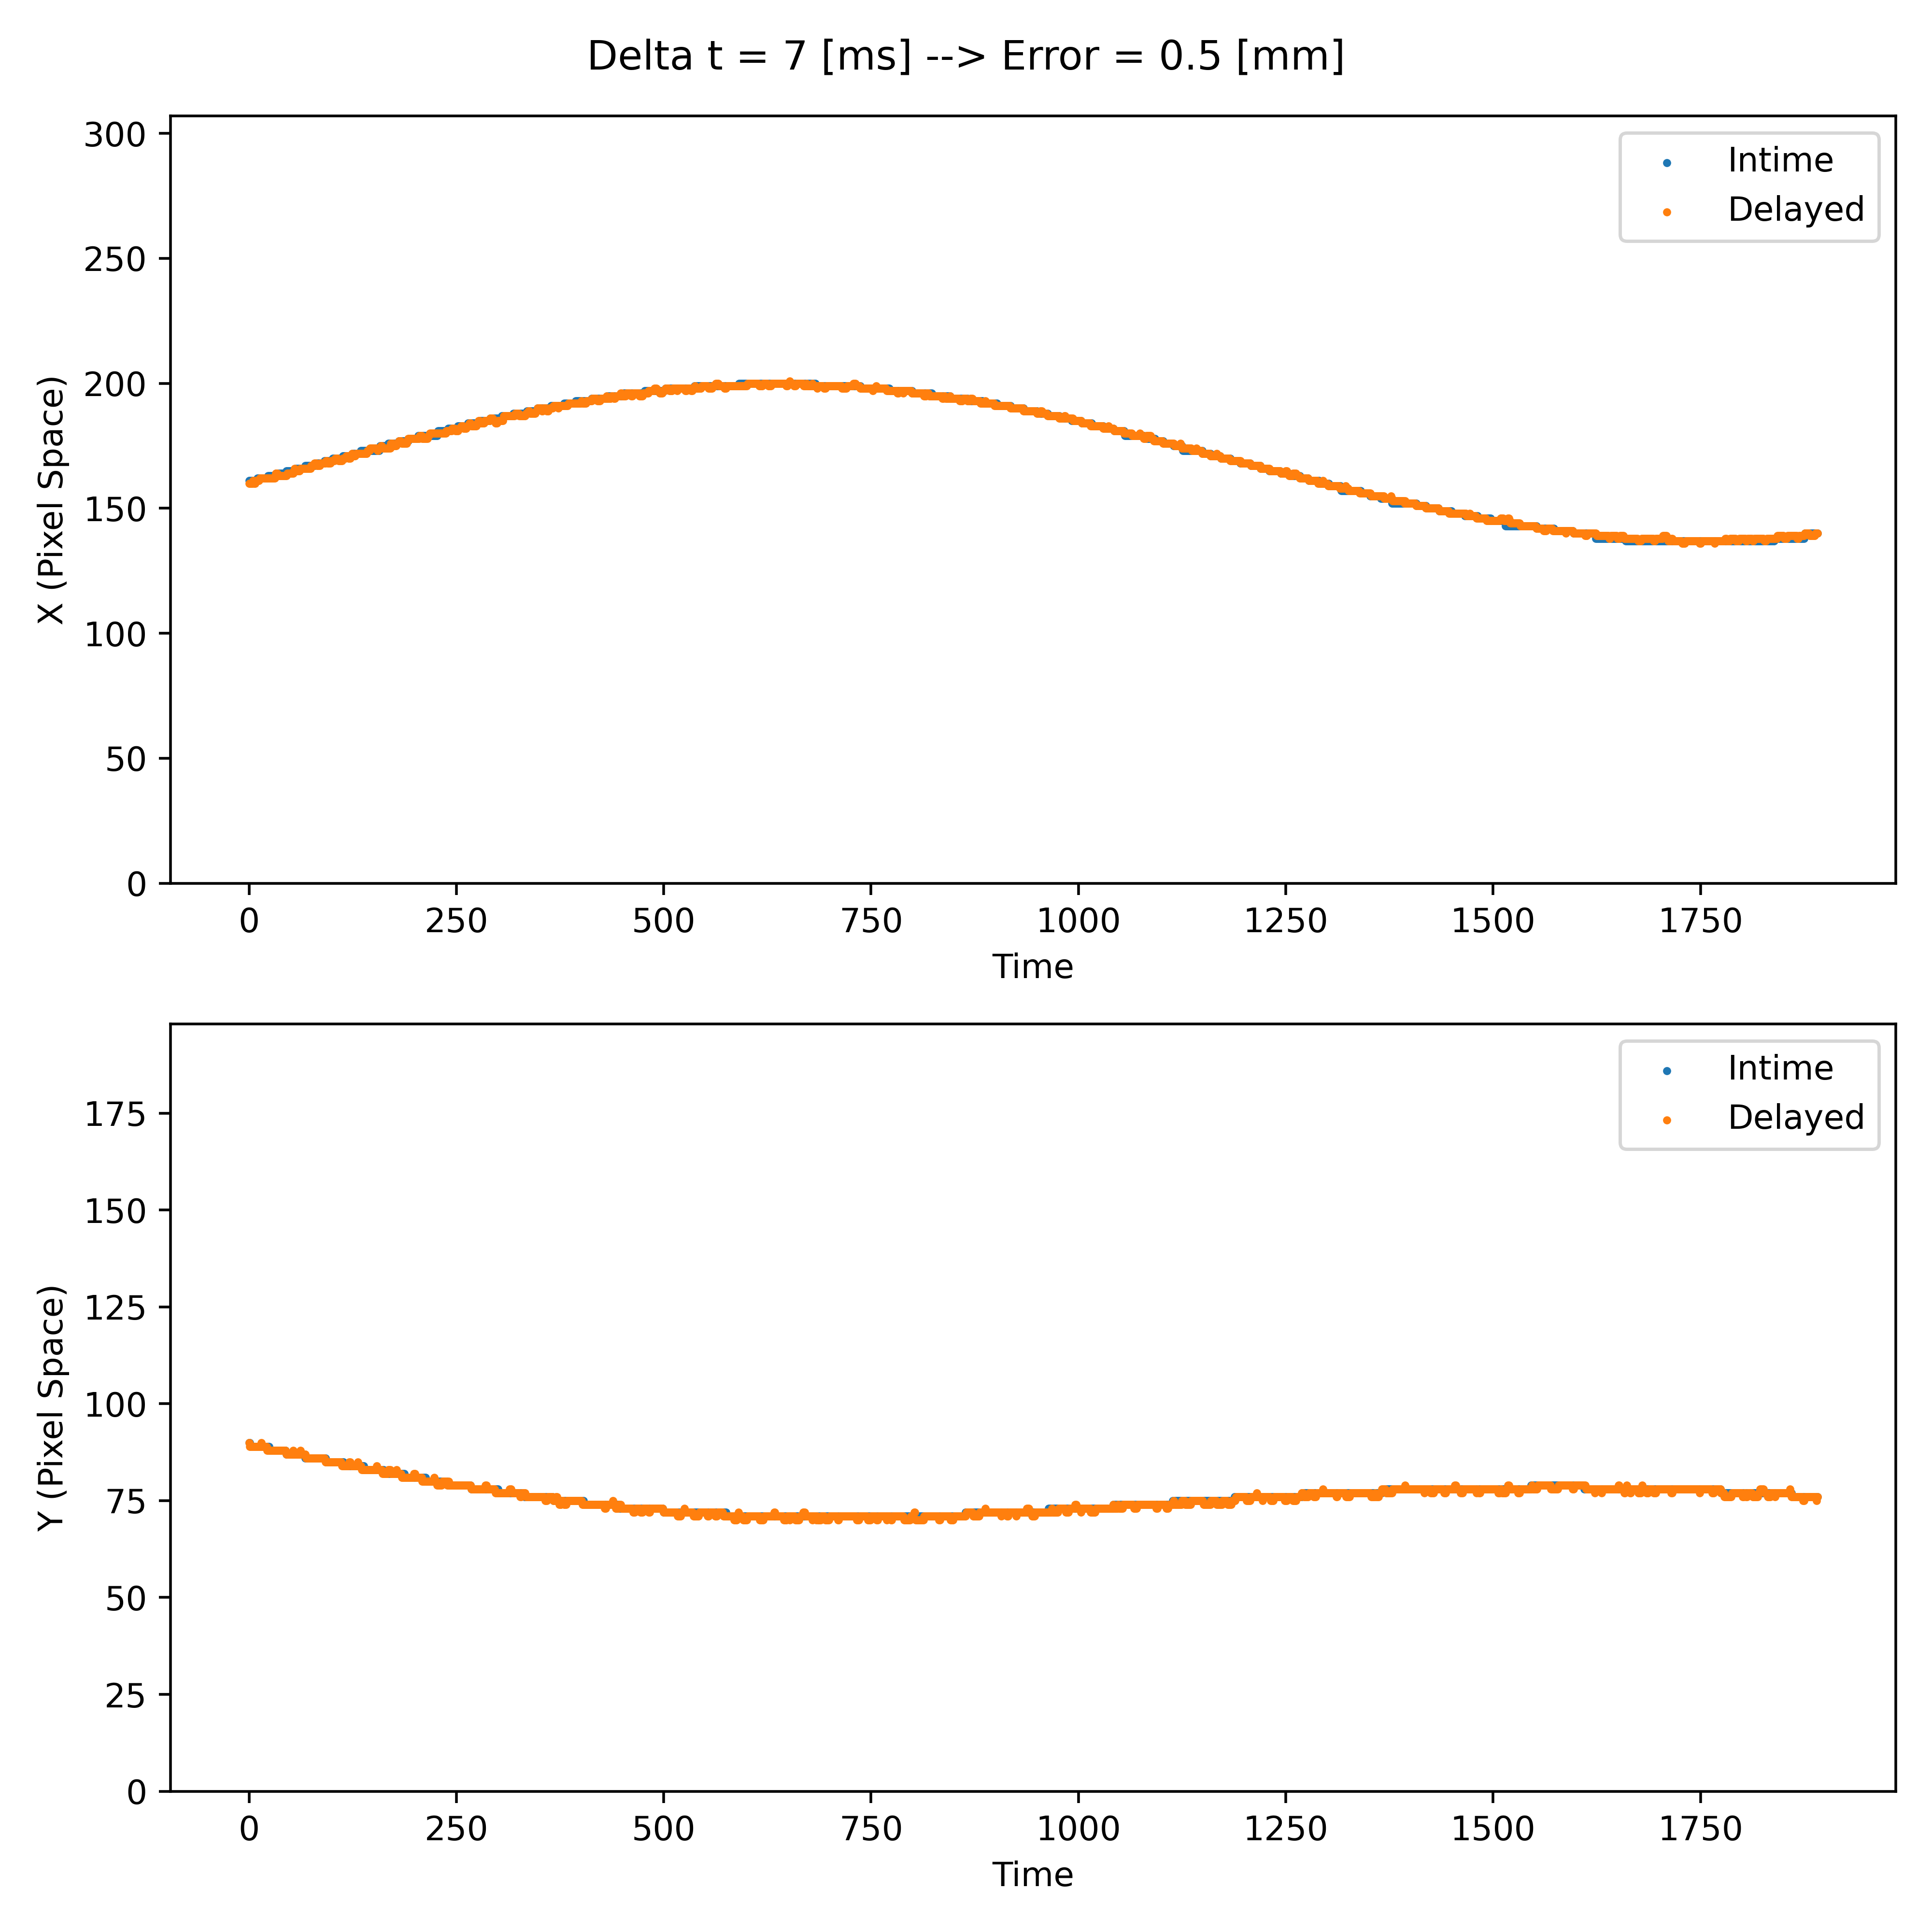 Delta t = 7 [ms] --> Error = 0.5 [mm]
300
250
200
150
100
50
0
X (Pixel Space)
Intime
Delayed
0 250 500 750 1000 1250 1500 1750
Time
175
150
125
100
75
50
25
0
Y (Pixel Space)
Intime
Delayed
0 250 500 750 1000 1250 1500 1750
Time